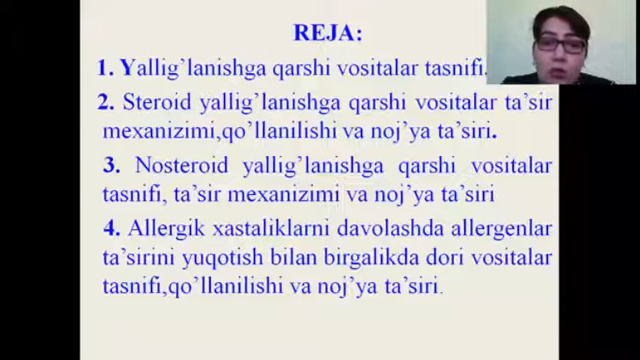 REJA:
1. Yallig’lanishga qarshi vositalar tasnifi.
2. Steroid yallig’lanishga qarshi vositalar ta’sir
mexanizimi,qo’llanilishi va noj’ya ta’siri.
3. Nosteroid yallig’lanishga qarshi vositalar
tasnifi, ta’sir mexanizimi va noj’ya ta’siri
4. Allergik xastaliklarni davolashda allergenlar
ta’sirini yuqotish bilan birgalikda dori vositalar
tasnifi,qo’llanilishi va noj’ya ta’siri.